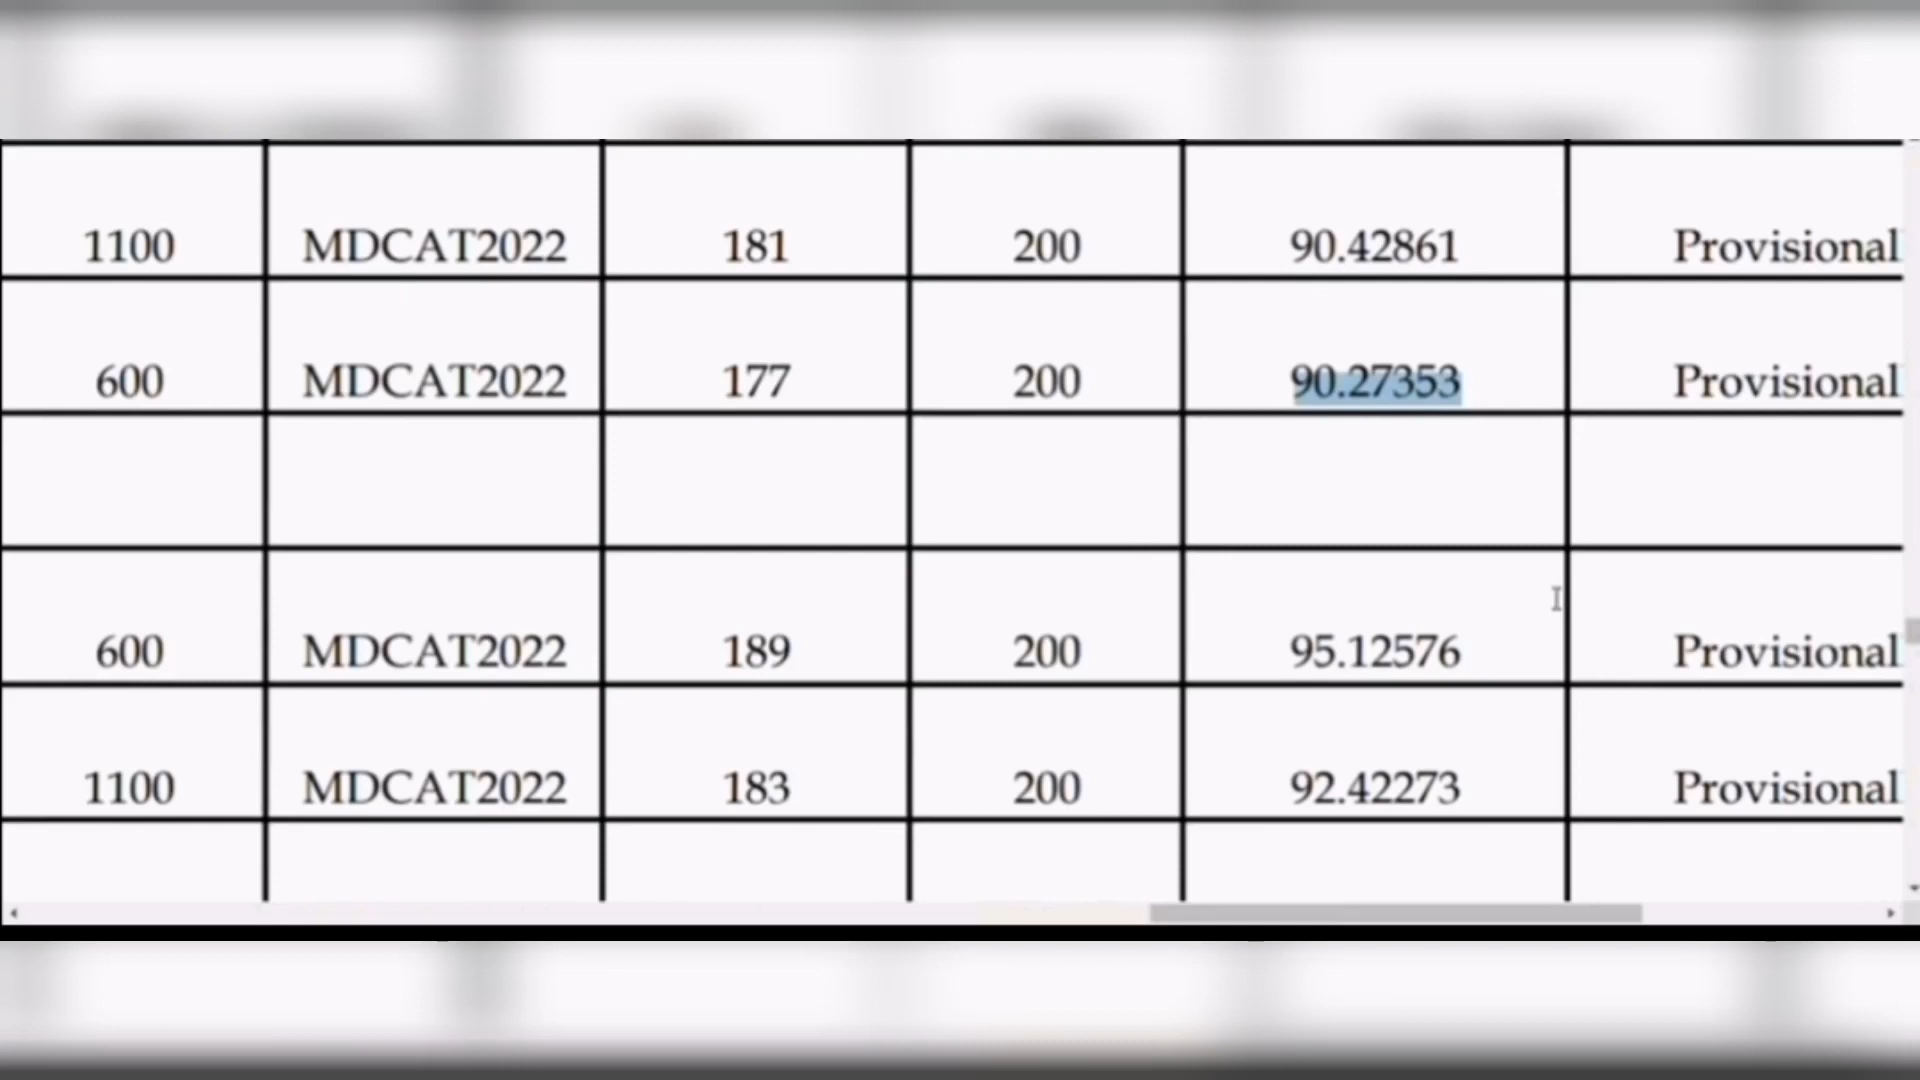 1100 MDCAT2022 181 200 90.42861 Provisional
600 MDCAT2022 177 200 90.27353 Provisional
600 MDCAT2022 189 200 95.12576 Provisional
1100 MDCAT2022 183 200 92.42273 Provisional